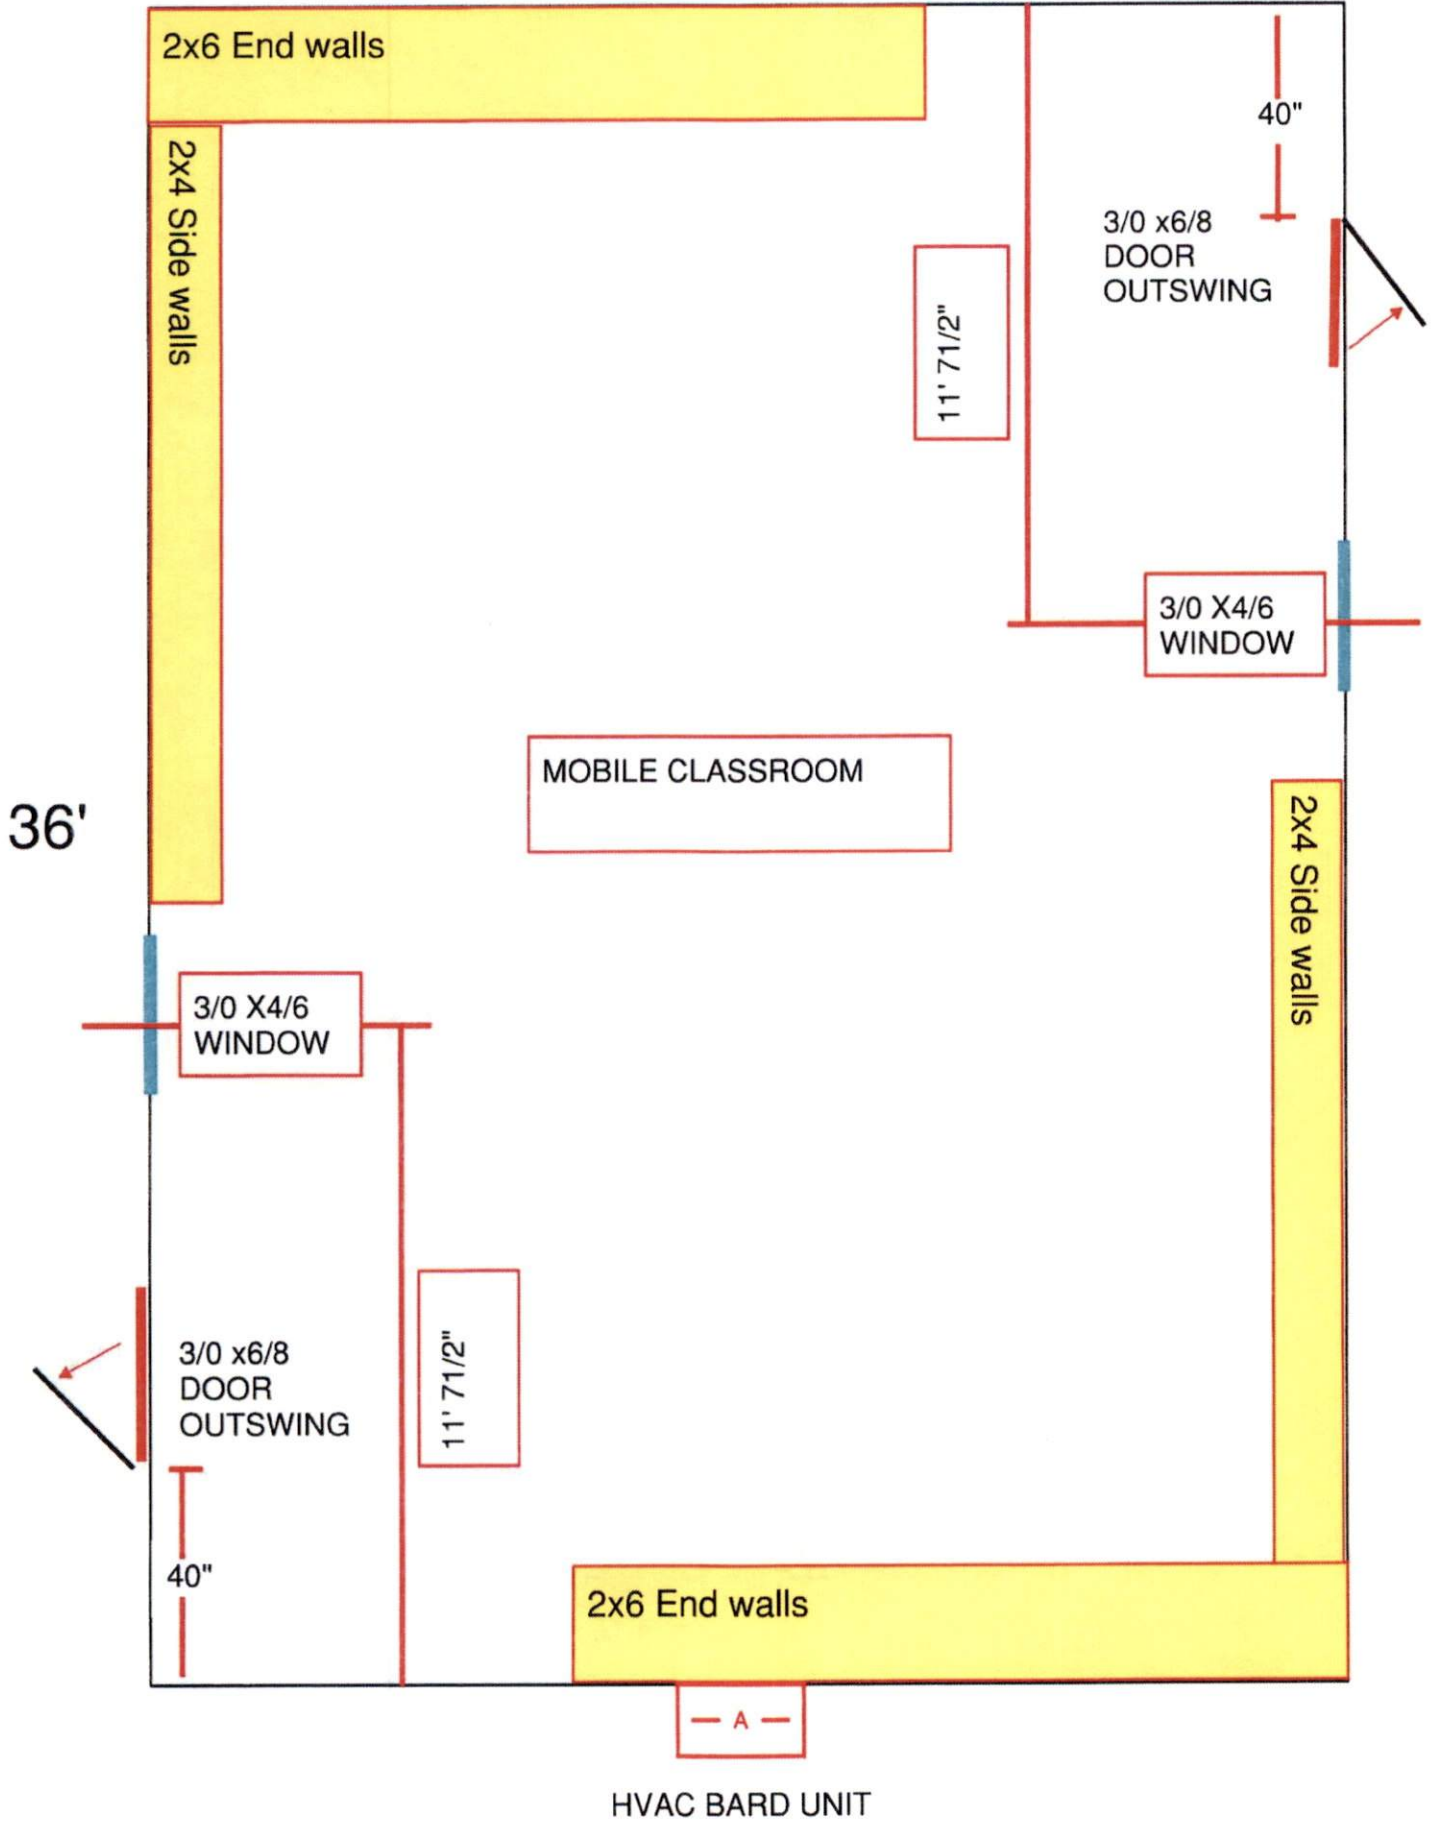 2x6 End walls
40"
2x4 Side walls
3/0 x6/8
DOOR
OUTSWING
11' 71/2"
3/0 X4/6
WINDOW
MOBILE CLASSROOM
36'
2x4 Side walls
3/0 X4/6
WINDOW
3/0 x6/8
DOOR
OUTSWING
11' 71/2"
40"
2x6 End walls
A
HVAC BARD UNIT